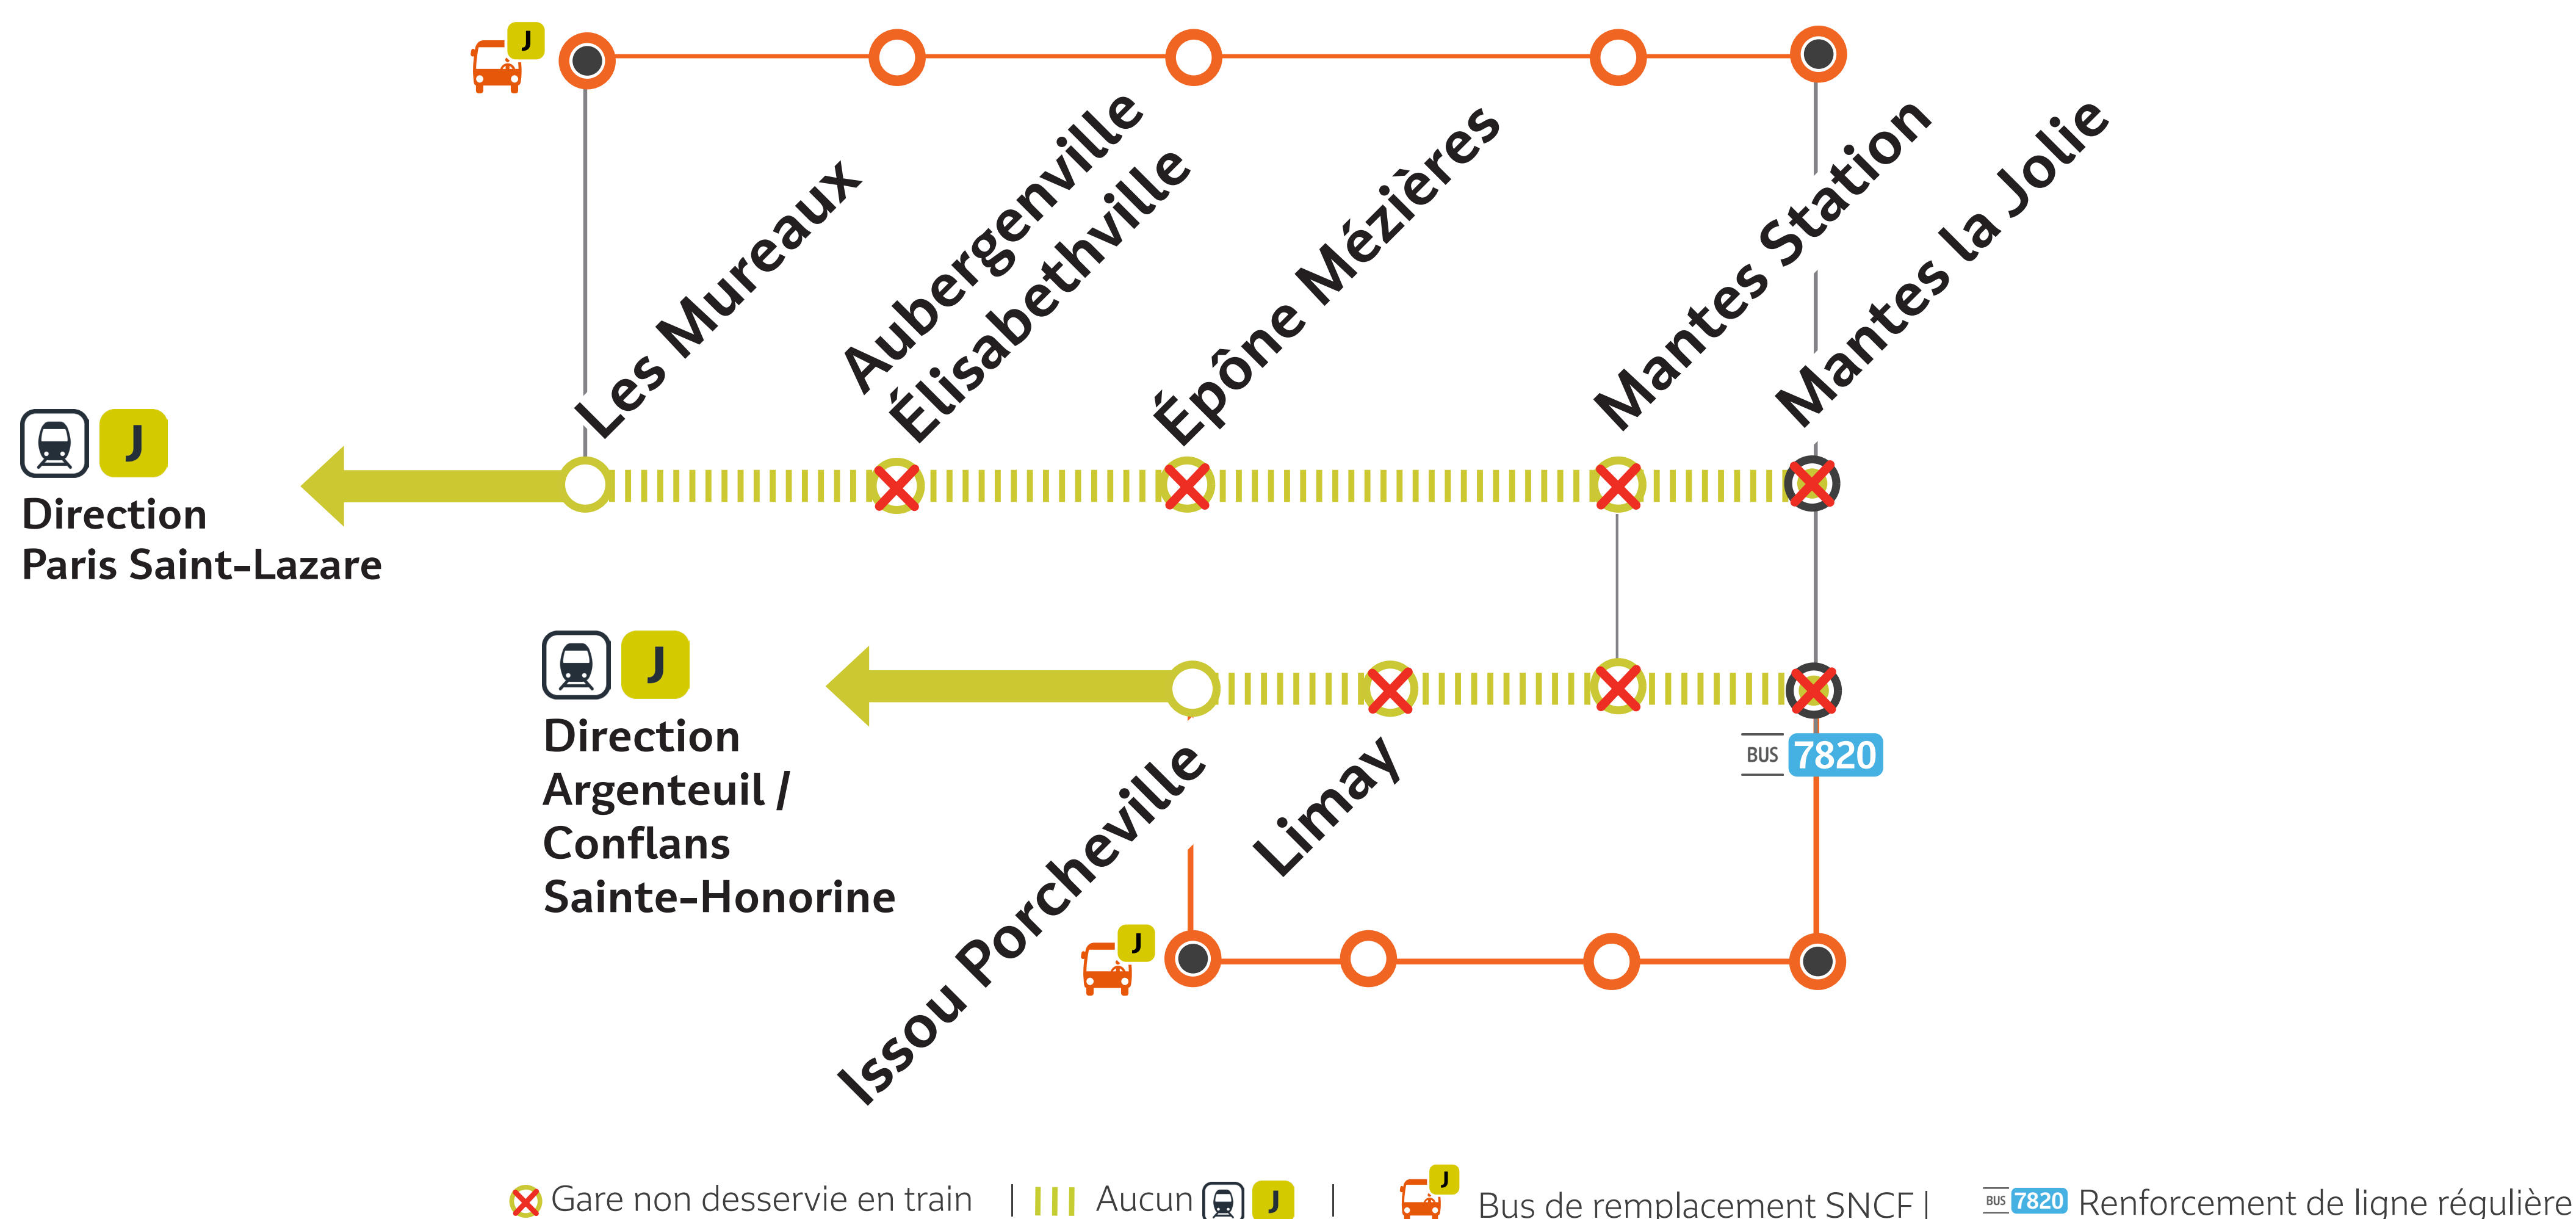 J
Les Mureaux
Aubergenville
Élisabethville
Épône Mézières
Mantes Station
Mantes la Jolie
J
Direction
Paris Saint-Lazare
J
Direction
Argenteuil /
Conflans
Sainte-Honorine
Issou Porcheville
Limay
BUS 7820
J
Gare non desservie en train | Aucun J | J Bus de remplacement SNCF | BUS 7820 Renforcement de ligne régulière